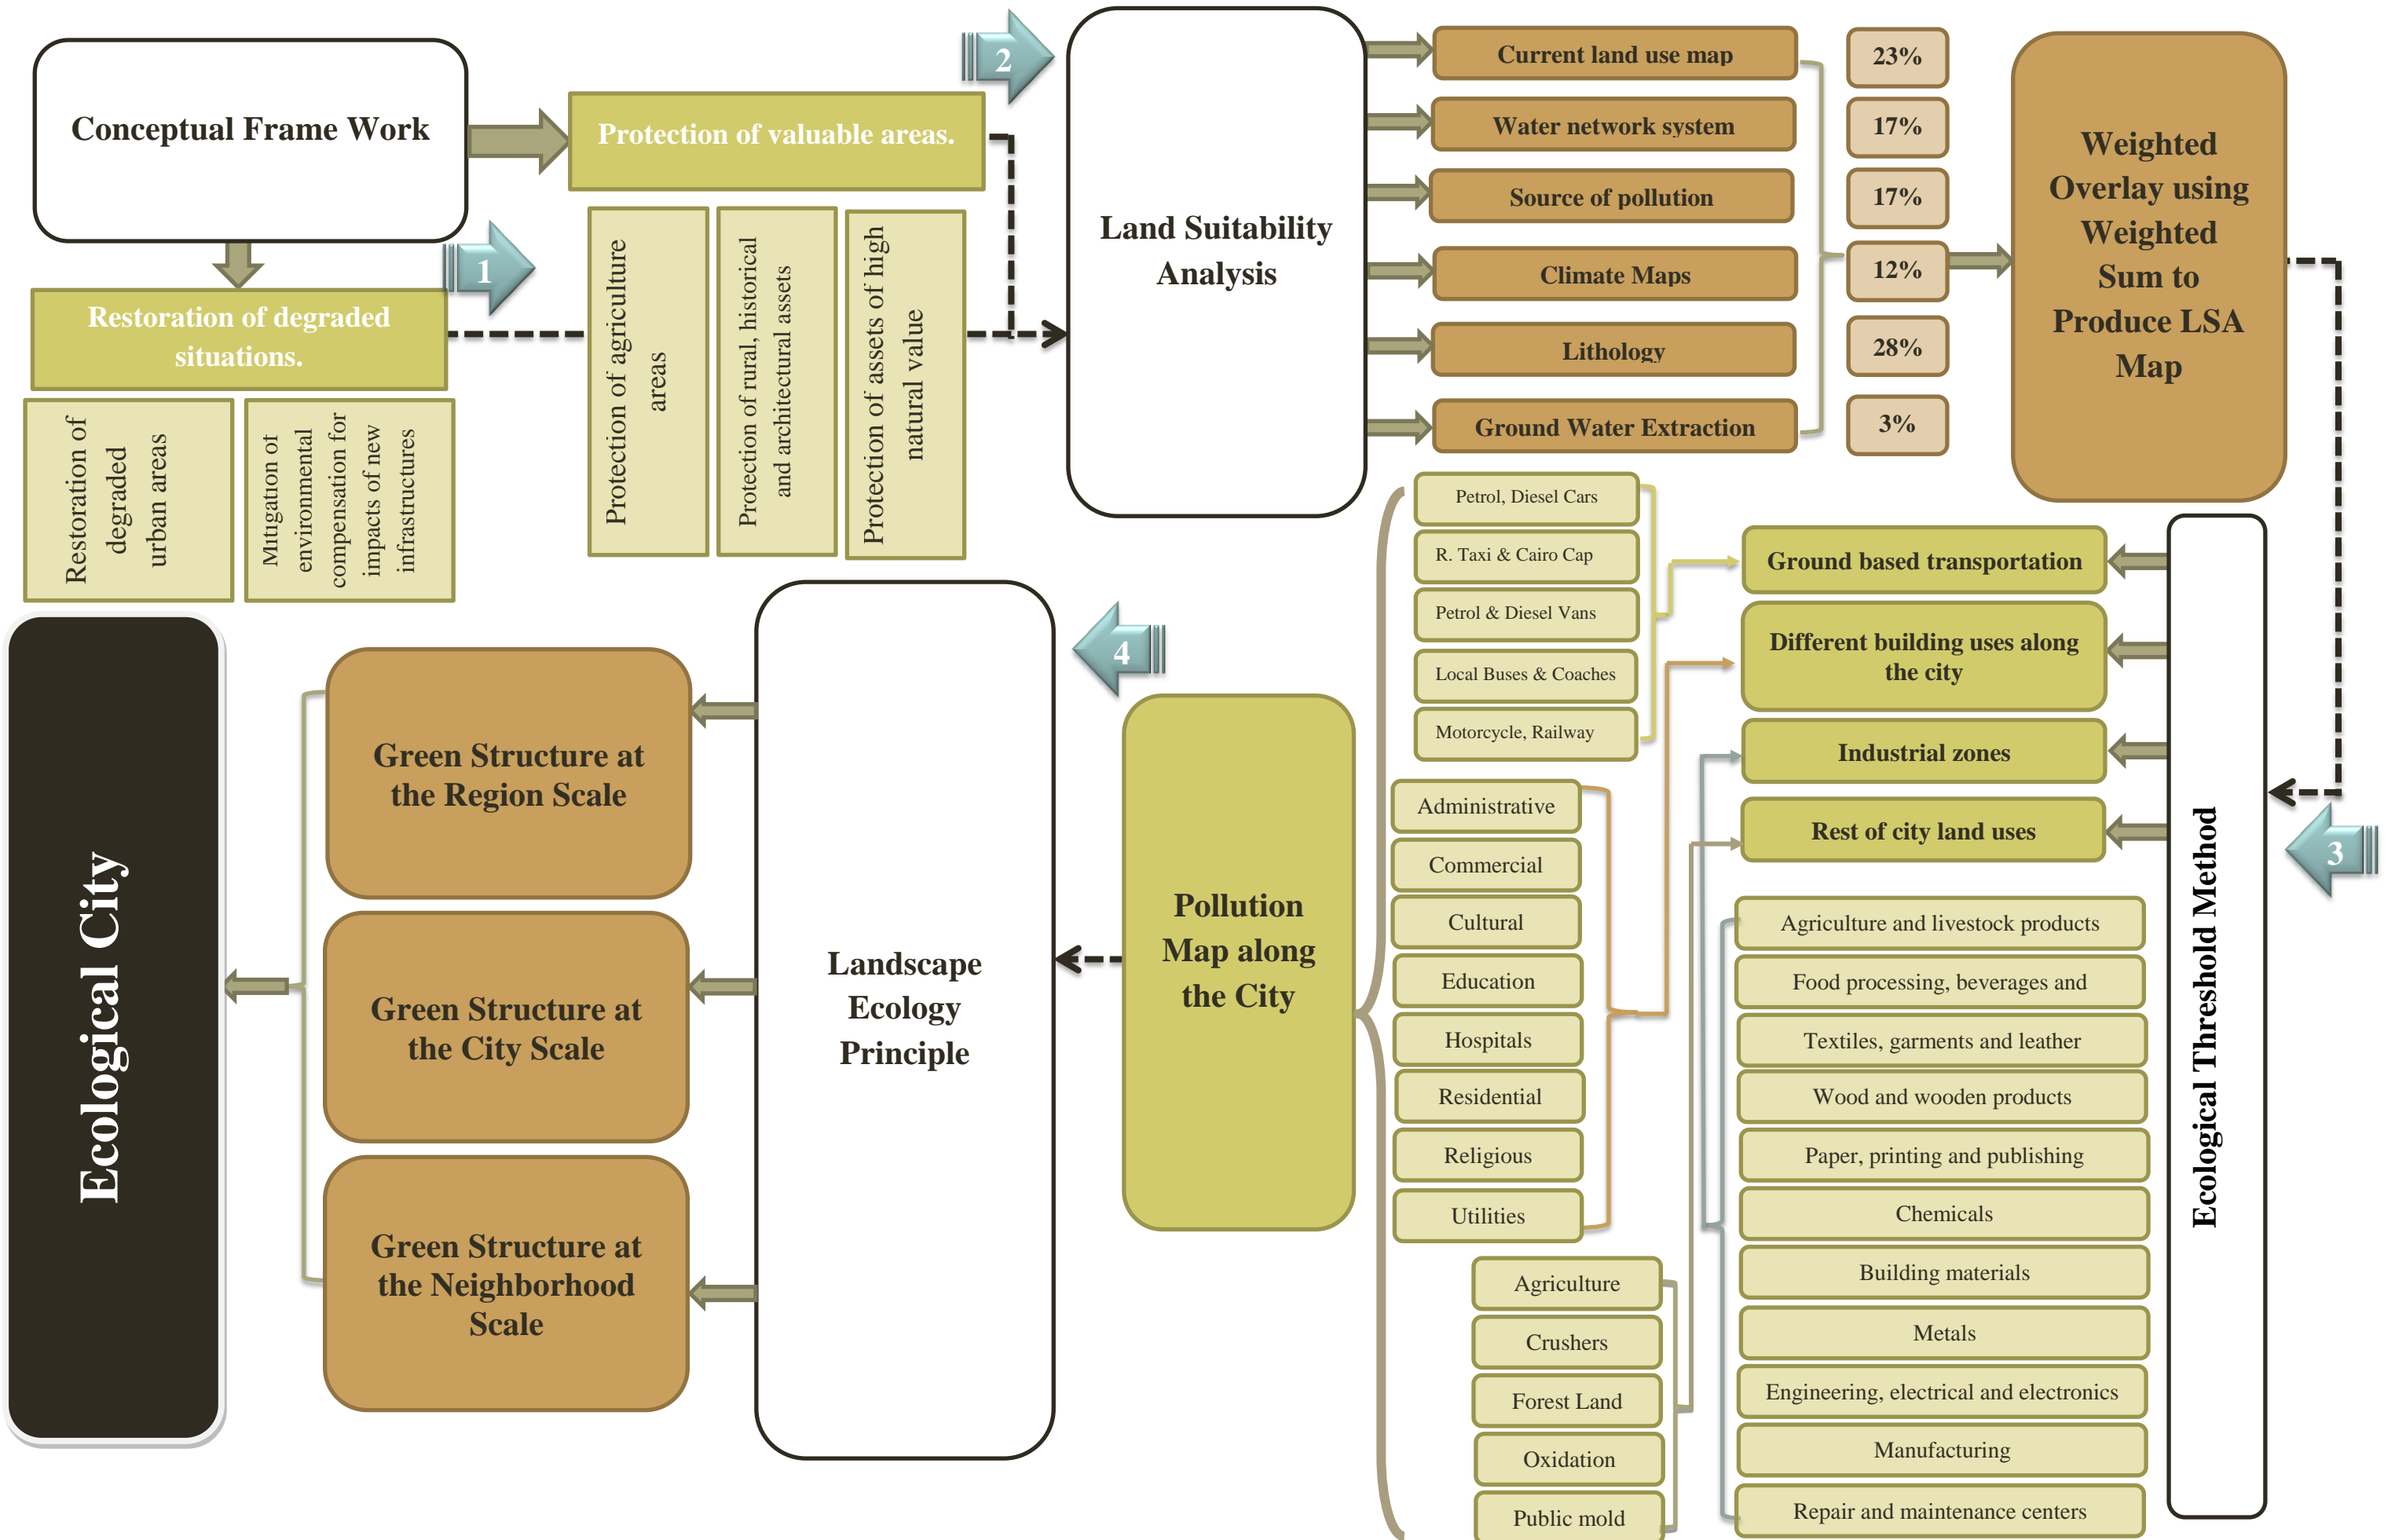 Conceptual Frame Work
1
Restoration of degraded
situations.
Restoration of
degraded
urban areas
Mitigation of
environmental
compensation for
impacts of new
infrastructures
Protection of valuable areas.
Protection of agriculture
areas
Protection of rural, historical
and architectural assets
Protection of assets of high
natural value
2
Land Suitability
Analysis
Current land use map
23%
Water network system
17%
Source of pollution
17%
Climate Maps
12%
Lithology
28%
Ground Water Extraction
3%
Weighted
Overlay using
Weighted
Sum to
Produce LSA
Map
3
Ecological Threshold Method
Ground based transportation
Different building uses along
the city
Industrial zones
Rest of city land uses
Petrol, Diesel Cars
R. Taxi & Cairo Cap
Petrol & Diesel Vans
Local Buses & Coaches
Motorcycle, Railway
Administrative
Commercial
Cultural
Education
Hospitals
Residential
Religious
Utilities
Agriculture
Crushers
Forest Land
Oxidation
Public mold
Agriculture and livestock products
Food processing, beverages and
Textiles, garments and leather
Wood and wooden products
Paper, printing and publishing
Chemicals
Building materials
Metals
Engineering, electrical and electronics
Manufacturing
Repair and maintenance centers
Pollution
Map along
the City
4
Landscape
Ecology
Principle
Green Structure at
the Region Scale
Green Structure at
the City Scale
Green Structure at
the Neighborhood
Scale
Ecological City